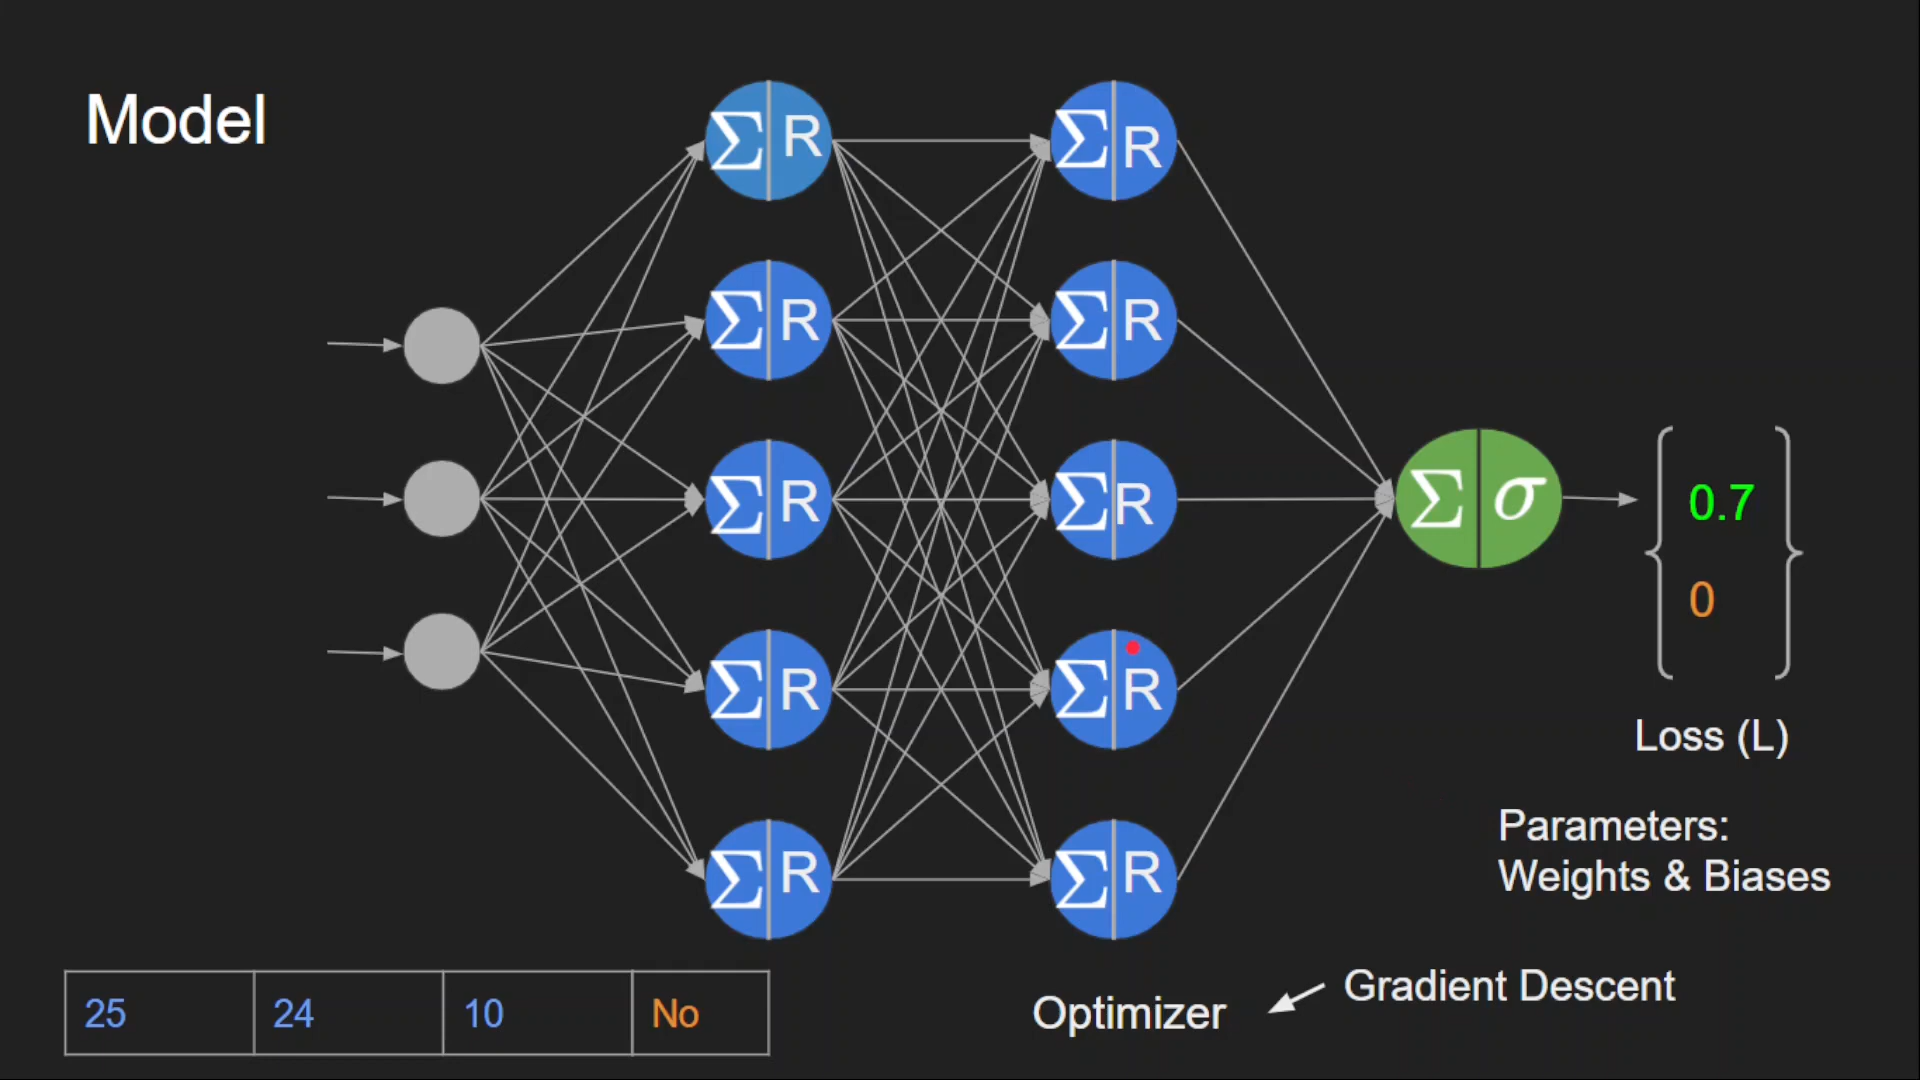 Model
Σ R
Σ R
Σ R
Σ R
Σ R
Σ R
Σ R
Σ R
Σ R
Σ R
Σ σ
0.7
0
Loss (L)
Parameters:
Weights & Biases
25 24 10 No
Optimizer
Gradient Descent